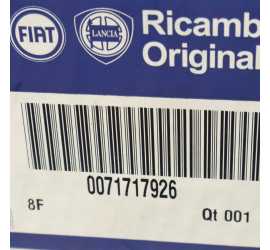 FIAT LANCIA Ricamb
Original
0071717926
8F Qt 001